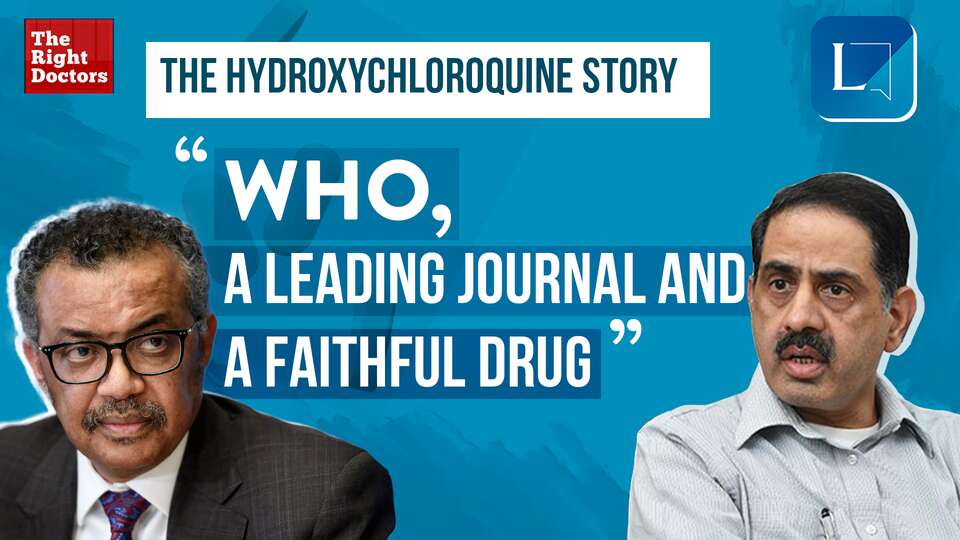 The
Right
Doctors
THE HYDROXYCHLOROQUINE STORY
L
“WHO,
A LEADING JOURNAL AND
A FAITHFUL DRUG”